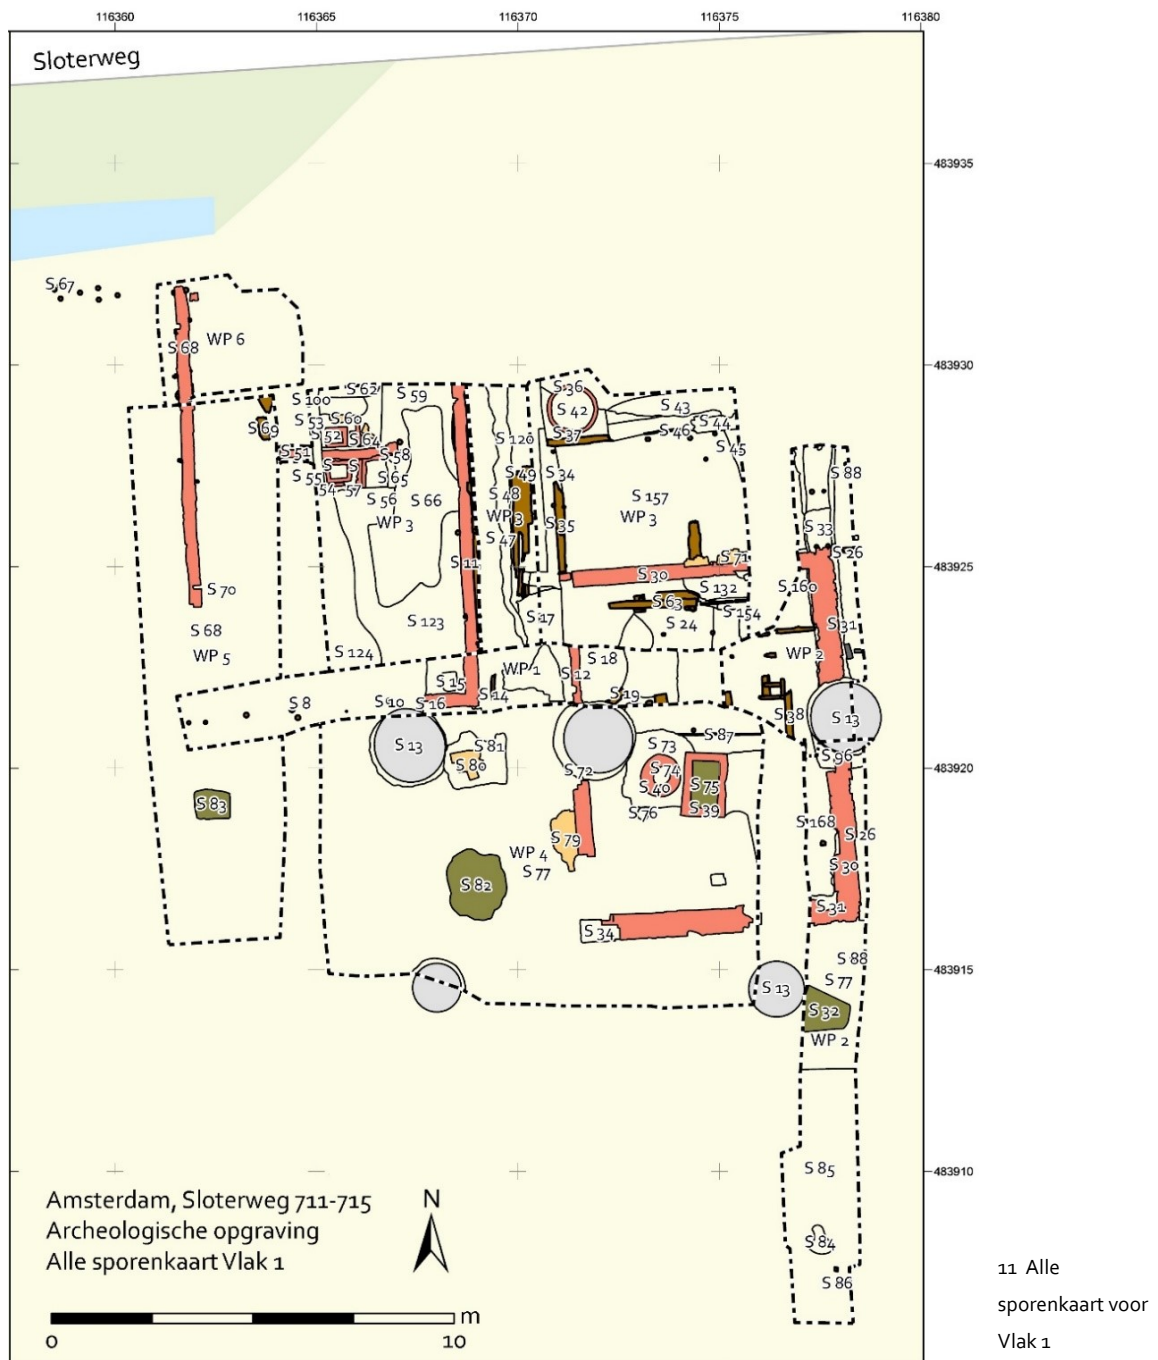 116360 116365 116370 116375 116380
Sloterweg
483935
S 67
WP 6
S 68
483930
S 36
S 62
S 59
S 100
S 42
S 43
S 53 S 60
S 44
S 69
S 52 S 64
S 120
S 37
S 46
S 45
S 51
S 58
S 88
S 55 S S S 65
S 49 S 34
54 57
S 48
S 157
S 56 S 66
WP 3
WP 3
S 35
WP 3
S 33
S 47
S 26
S 11
S 71
483925
S 30
S 70
S 160
S 132
S 63
S 154
S 17
S 68
S 123
S 24
S 31
WP 5
S 124
WP 2
S 18
WP 1
S 12
S 15
S 14
S 19
S 8
S 10
S 16
S 38
S 13
S 13
S 87
S 81
S 73
S 96
S 80
S 72
S 74
483920
S 40
S 75
S 83
S 76
S 39
S 168
S 26
S 79
WP 4
S 77
S 30
S 82
S 31
S 34
S 88
483915
S 13
S 77
S 32
WP 2
S 85
483910
S 84
S 86
Amsterdam, Sloterweg 711-715
Archeologische opgraving
Alle sporenkaart Vlak 1
N
m
0 10
11 Alle
sporenkaart voor
Vlak 1